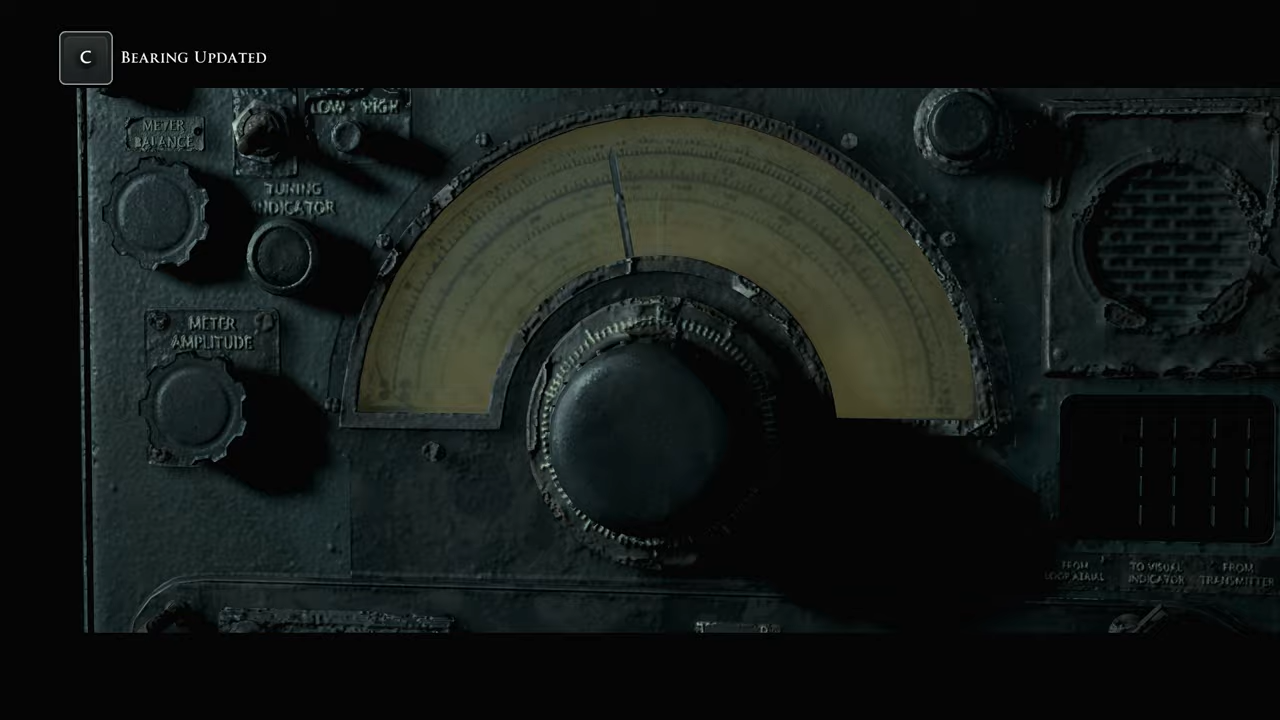 C
BEARING UPDATED
LOW - HIGH
METER
BALANCE
TUNING
INDICATOR
METER
AMPLITUDE
FROM
LOOP AERIAL
TO VISUAL
INDICATOR
FROM
TRANSMITTER